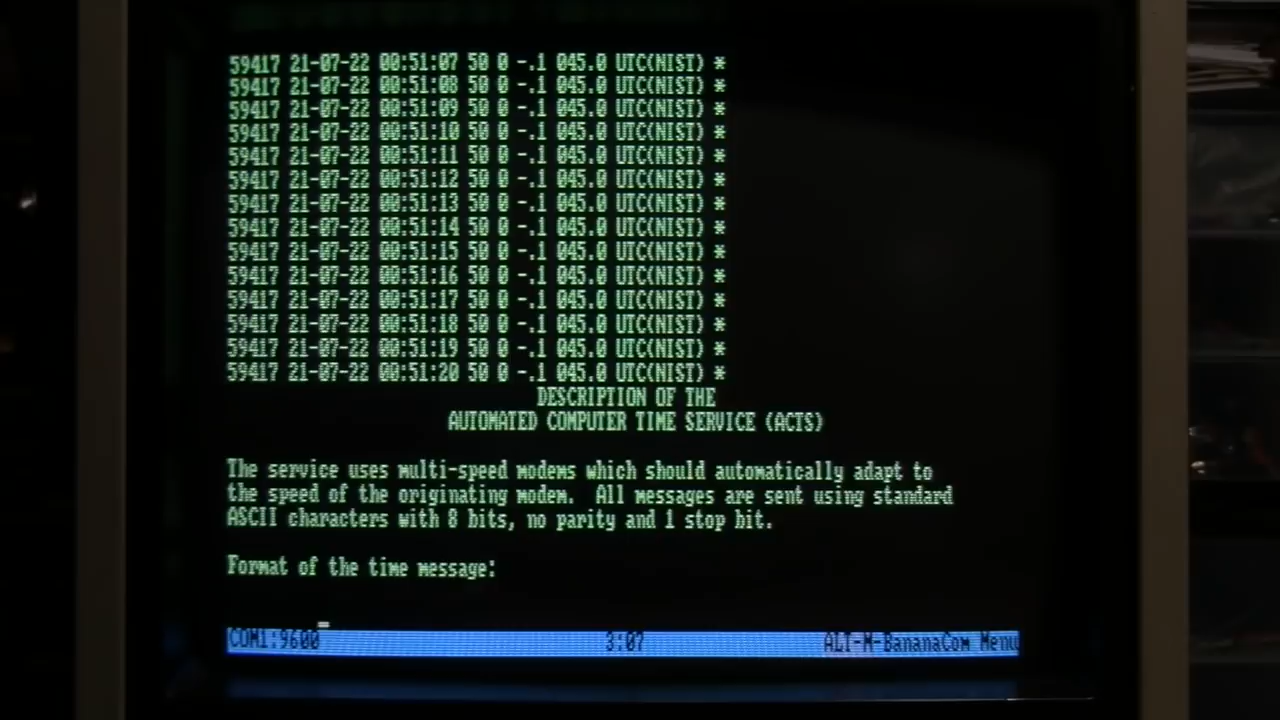 59417 21-07-22 00:51:07 50 0 -.1 045.0 UTC(NIST) *
59417 21-07-22 00:51:08 50 0 -.1 045.0 UTC(NIST) *
59417 21-07-22 00:51:09 50 0 -.1 045.0 UTC(NIST) *
59417 21-07-22 00:51:10 50 0 -.1 045.0 UTC(NIST) *
59417 21-07-22 00:51:11 50 0 -.1 045.0 UTC(NIST) *
59417 21-07-22 00:51:12 50 0 -.1 045.0 UTC(NIST) *
59417 21-07-22 00:51:13 50 0 -.1 045.0 UTC(NIST) *
59417 21-07-22 00:51:14 50 0 -.1 045.0 UTC(NIST) *
59417 21-07-22 00:51:15 50 0 -.1 045.0 UTC(NIST) *
59417 21-07-22 00:51:16 50 0 -.1 045.0 UTC(NIST) *
59417 21-07-22 00:51:17 50 0 -.1 045.0 UTC(NIST) *
59417 21-07-22 00:51:18 50 0 -.1 045.0 UTC(NIST) *
59417 21-07-22 00:51:19 50 0 -.1 045.0 UTC(NIST) *
59417 21-07-22 00:51:20 50 0 -.1 045.0 UTC(NIST) *
DESCRIPTION OF THE
AUTOMATED COMPUTER TIME SERVICE (ACTS)
The service uses multi-speed modems which should automatically adapt to
the speed of the originating modem.  All messages are sent using standard
ASCII characters with 8 bits, no parity and 1 stop bit.
Format of the time message:
COM1:9600 3:07 ALT-M-BananaCom Menu